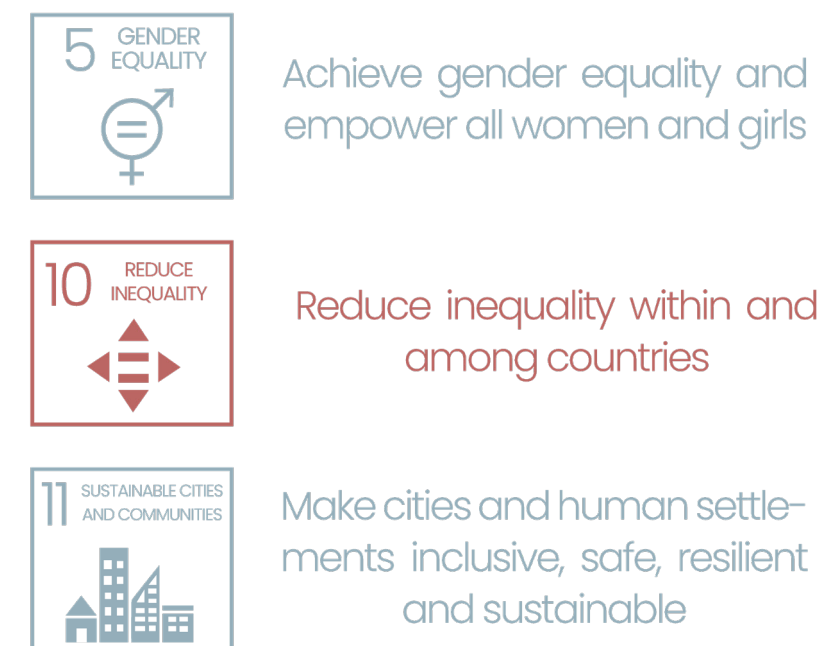 5 GENDER
EQUALITY
Achieve gender equality and
empower all women and girls
10 REDUCE
INEQUALITY
Reduce inequality within and
among countries
11 SUSTAINABLE CITIES
AND COMMUNITIES
Make cities and human settle-
ments inclusive, safe, resilient
and sustainable